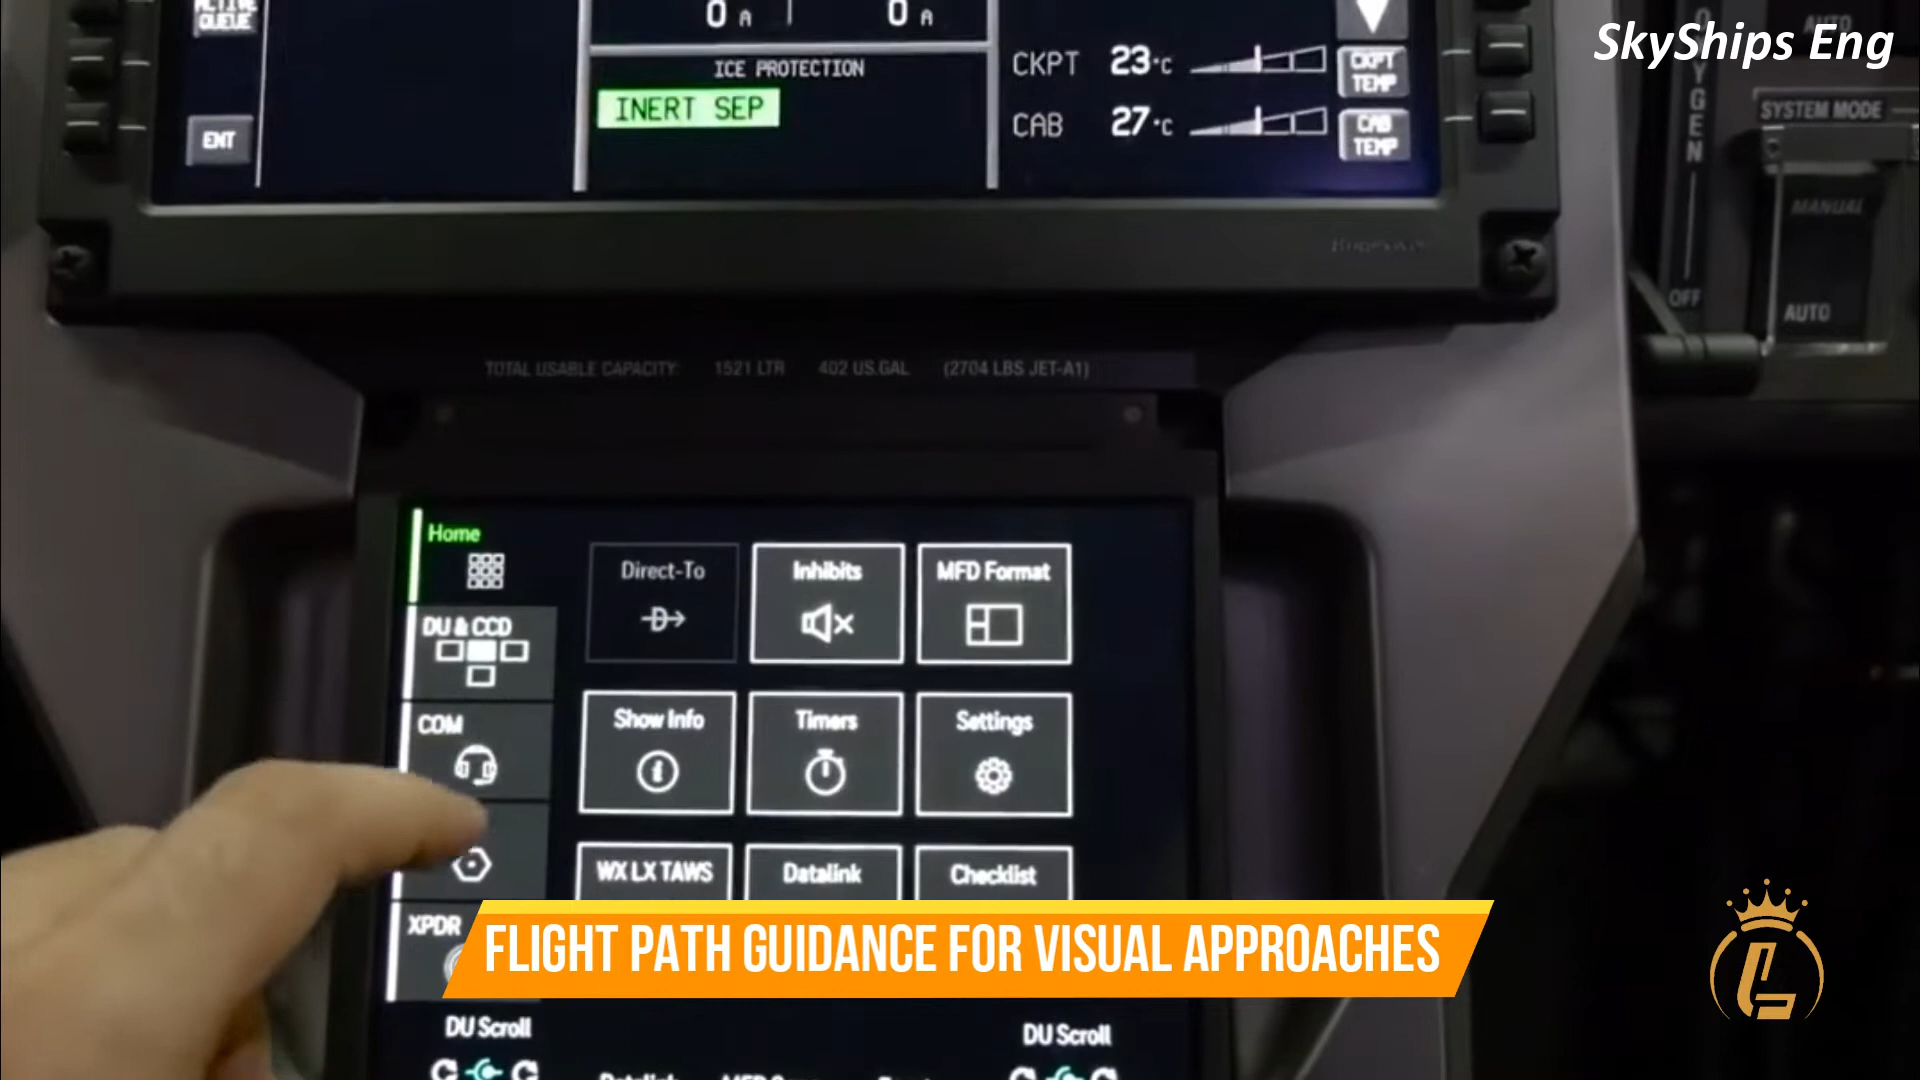 ACTIVE
QUEUE
ENT
0 A
0 A
ICE PROTECTION
INERT SEP
CKPT 23°C
CAB 27°C
CKPT
TEMP
CAB
TEMP
SkyShips Eng
OXYGEN
OFF
AUTO
SYSTEM MODE
MANUAL
AUTO
Honeywell
TOTAL USABLE CAPACITY: 1521 LTR 402 US.GAL (2704 LBS JET-A1)
Home
Direct-To
Inhibits
MFD Format
DU & CCD
COM
Show Info
Timers
Settings
WX LX TAWS
Datalink
Checklist
XPDR
FLIGHT PATH GUIDANCE FOR VISUAL APPROACHES
DU Scroll
DU Scroll